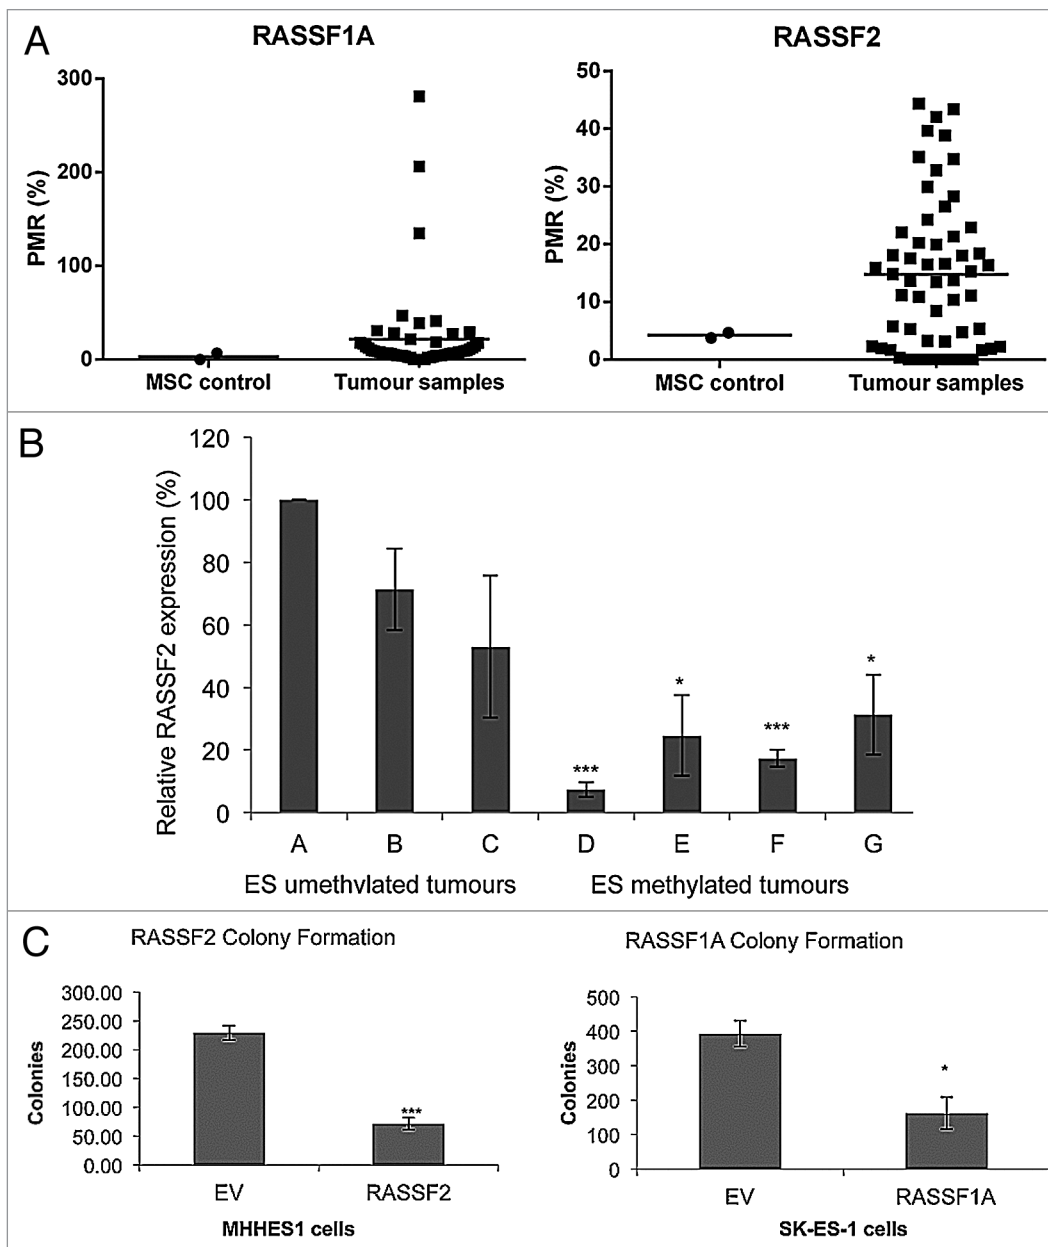 A
RASSF1A
RASSF2
PMR (%)
300
200
100
0
MSC control
Tumour samples
PMR (%)
50
40
30
20
10
0
MSC control
Tumour samples
B
Relative RASSF2 expression (%)
120
100
80
60
40
20
0
***
*
***
*
A
B
C
D
E
F
G
ES umethvlated tumours
ES methylated tumours
C
RASSF2 Colony Formation
Colonies
300.00
250.00
200.00
150.00
100.00
50.00
0.00
***
EV
RASSF2
MHHES1 cells
RASSF1A Colony Formation
Colonies
500
400
300
200
100
0
*
EV
RASSF1A
SK-ES-1 cells